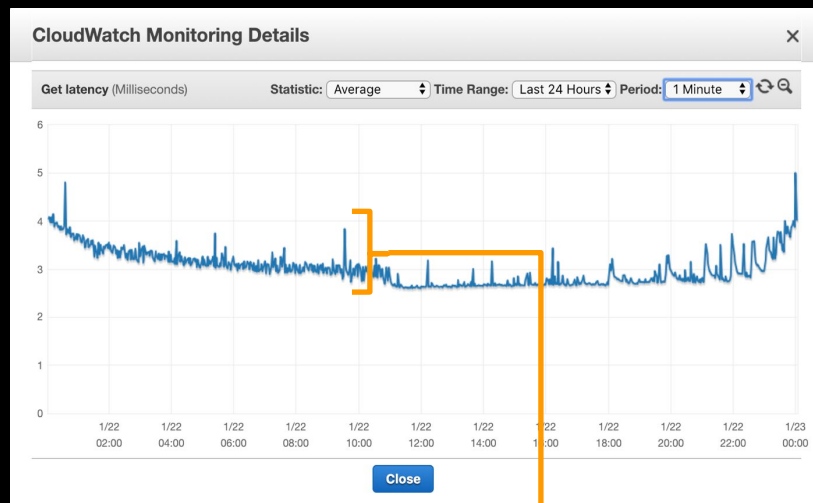 CloudWatch Monitoring Details ×
Get latency (Milliseconds) Statistic: Average Time Range: Last 24 Hours Period: 1 Minute
6
5
4
3
2
1
0
1/22 1/22 1/22 1/22 1/22 1/22 1/22 1/22 1/22 1/22 1/22 1/23
02:00 04:00 06:00 08:00 10:00 12:00 14:00 18:00 20:00 22:00 00:00
Close